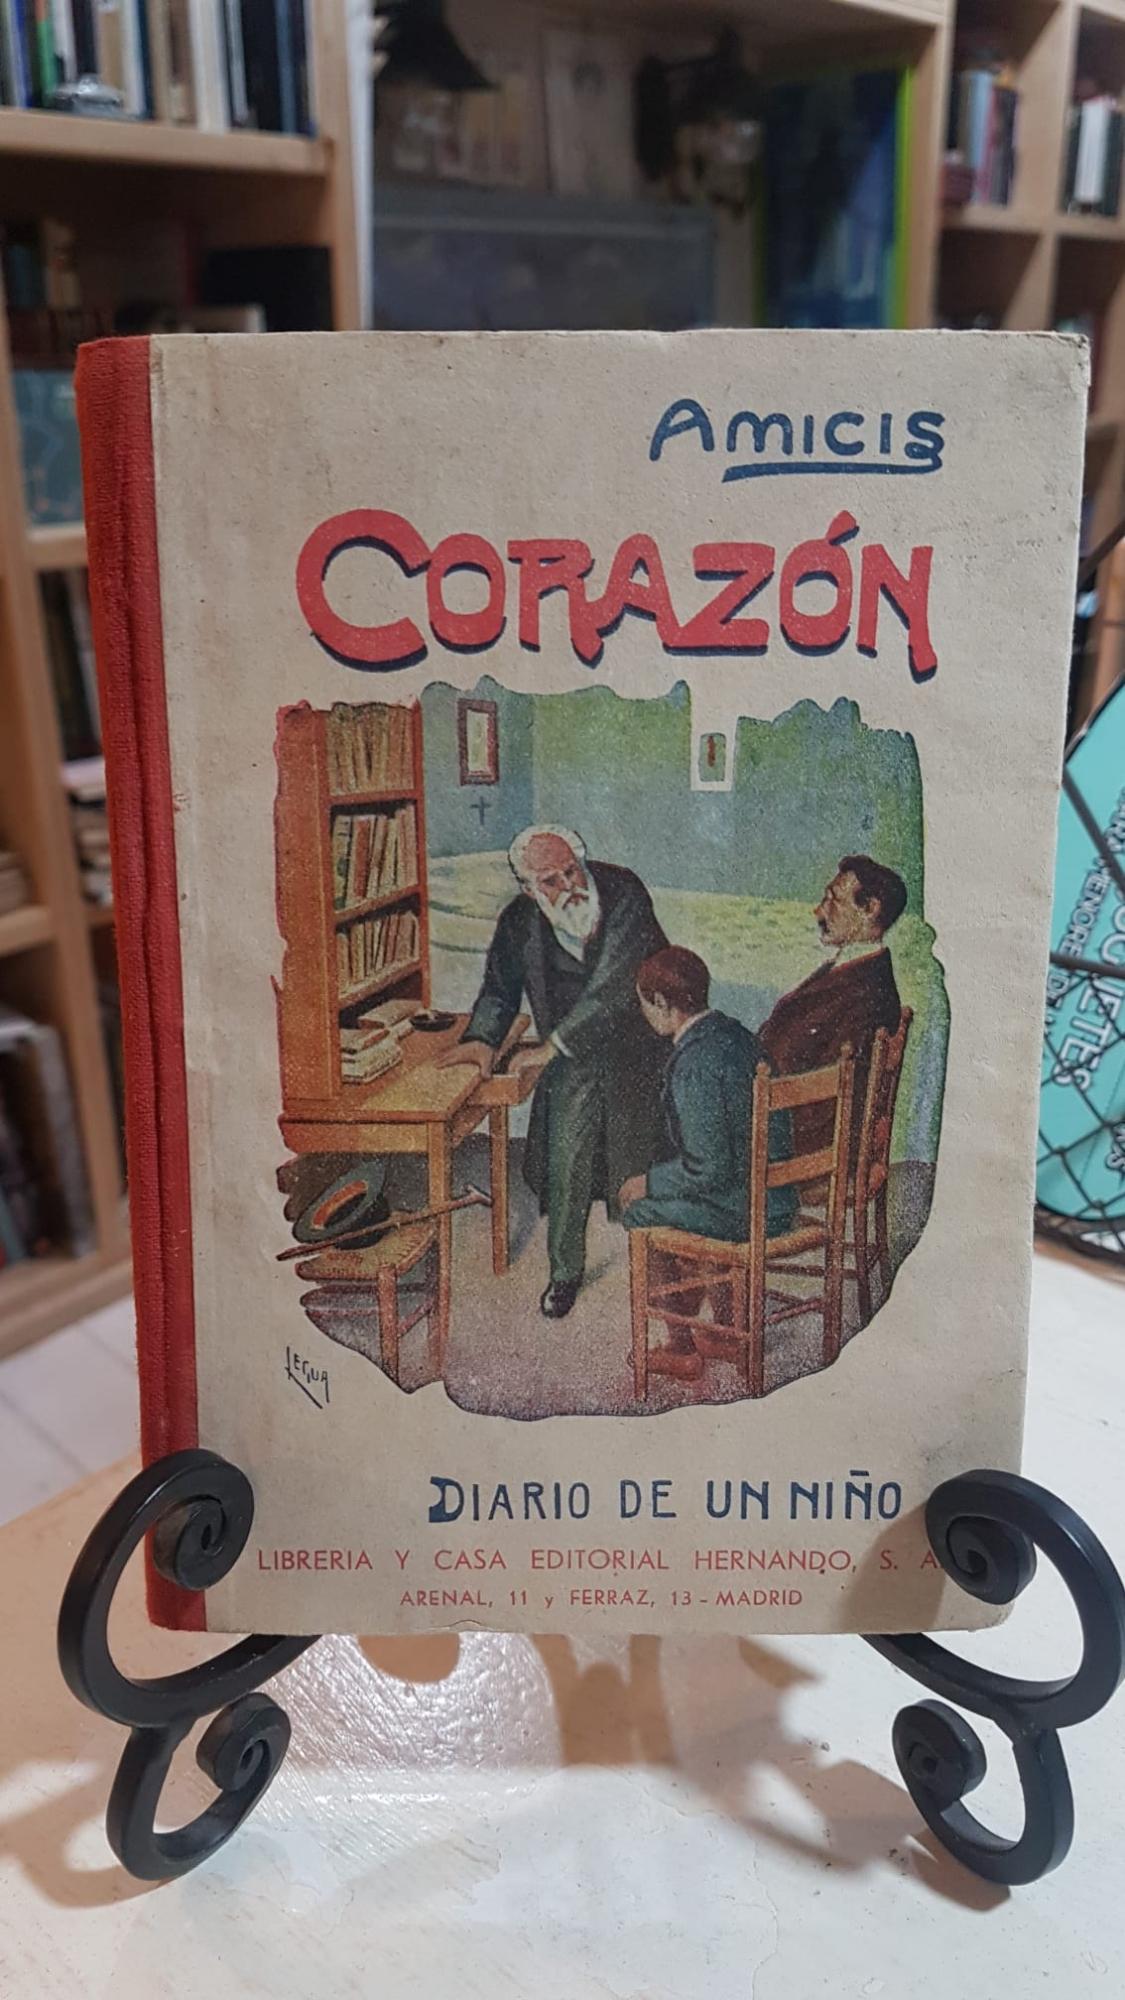 AMICIS
CORAZÓN
LEGUA
DIARIO DE UN NIÑO
LIBRERIA Y CASA EDITORIAL HERNANDO, S. A.
ARENAL, 11 y FERRAZ, 13 - MADRID